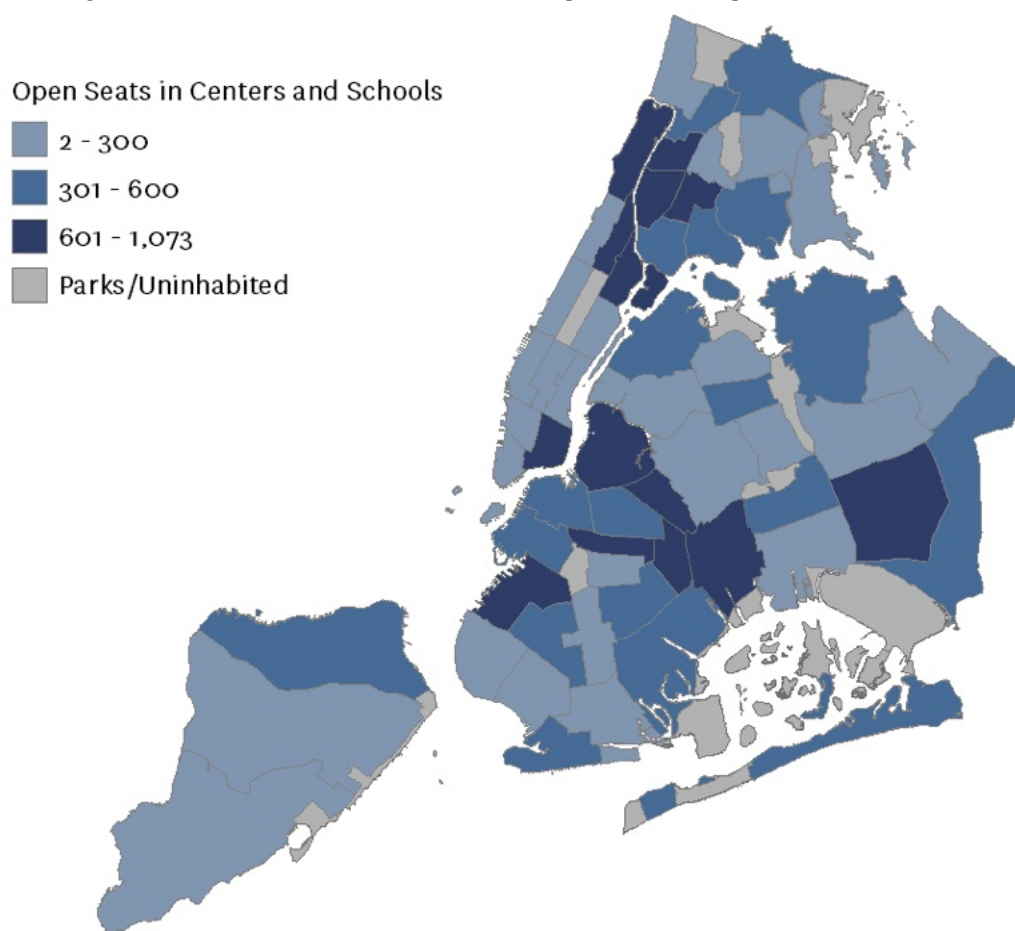 Open Seats in Centers and Schools
2 - 300
301 - 600
601 - 1,073
Parks/Uninhabited